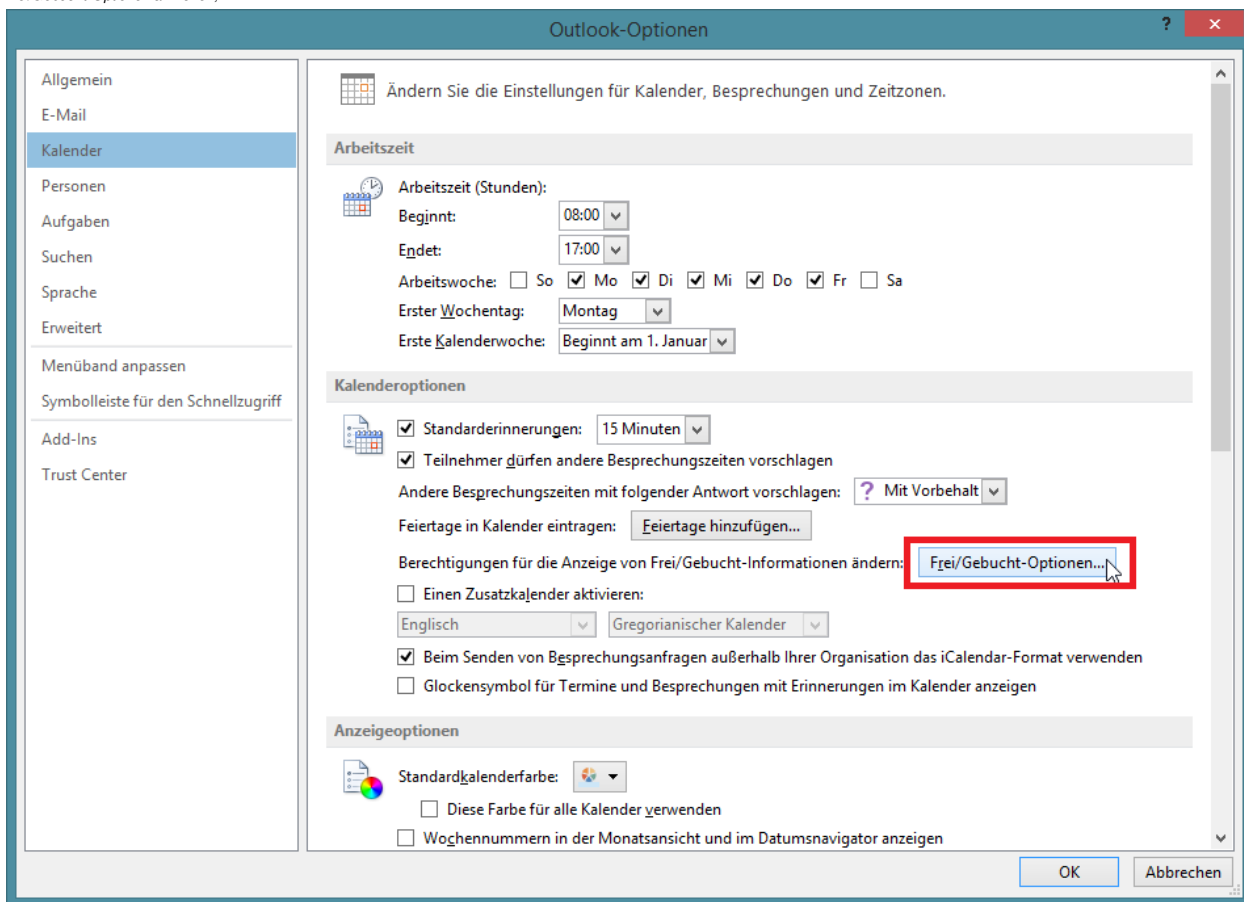 Outlook-Optionen
?
Allgemein
E-Mail
Kalender
Personen
Aufgaben
Suchen
Sprache
Erweitert
Menüband anpassen
Symbolleiste für den Schnellzugriff
Add-Ins
Trust Center
Ändern Sie die Einstellungen für Kalender, Besprechungen und Zeitzonen.
Arbeitszeit
Arbeitszeit (Stunden):
Beginnt: 08:00
Endet: 17:00
Arbeitswoche: So Mo Di Mi Do Fr Sa
Erster Wochentag: Montag
Erste Kalenderwoche: Beginnt am 1. Januar
Kalenderoptionen
Standarderinnerungen: 15 Minuten
Teilnehmer dürfen andere Besprechungszeiten vorschlagen
Andere Besprechungszeiten mit folgender Antwort vorschlagen: ? Mit Vorbehalt
Feiertage in Kalender eintragen: Feiertage hinzufügen...
Berechtigungen für die Anzeige von Frei/Gebucht-Informationen ändern: Frei/Gebucht-Optionen...
Einen Zusatzkalender aktivieren:
Englisch Gregorianischer Kalender
Beim Senden von Besprechungsanfragen außerhalb Ihrer Organisation das iCalendar-Format verwenden
Glockensymbol für Termine und Besprechungen mit Erinnerungen im Kalender anzeigen
Anzeigeoptionen
Standardkalenderfarbe:
Diese Farbe für alle Kalender verwenden
Wochennummern in der Monatsansicht und im Datumsnavigator anzeigen
OK Abbrechen